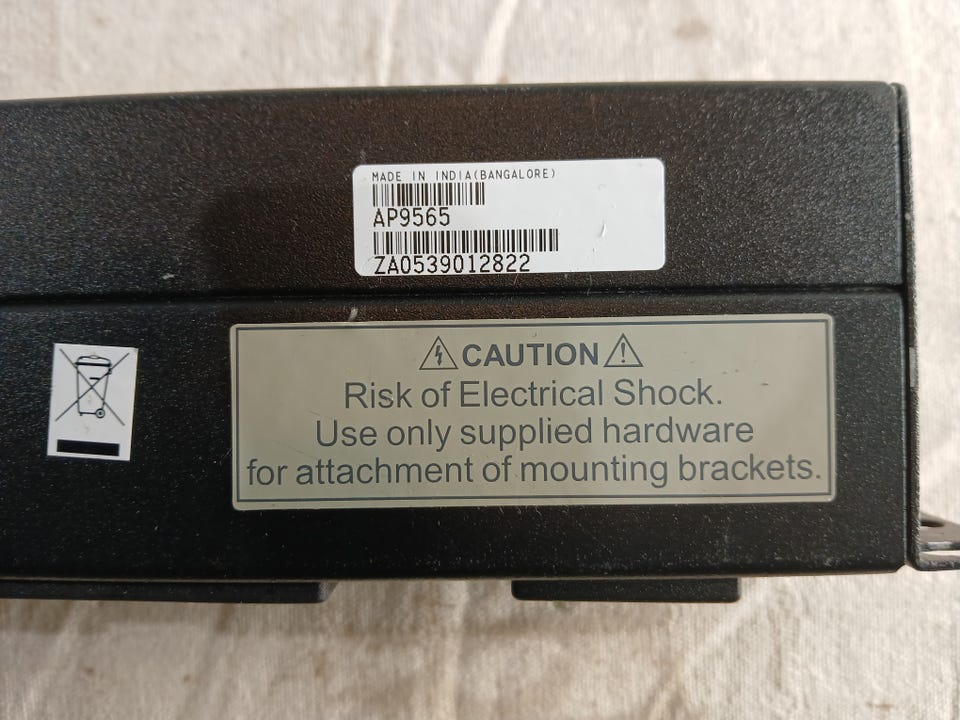 MADE IN INDIA(BANGALORE)
AP9565
ZA0539012822
CAUTION
Risk of Electrical Shock.
Use only supplied hardware
for attachment of mounting brackets.